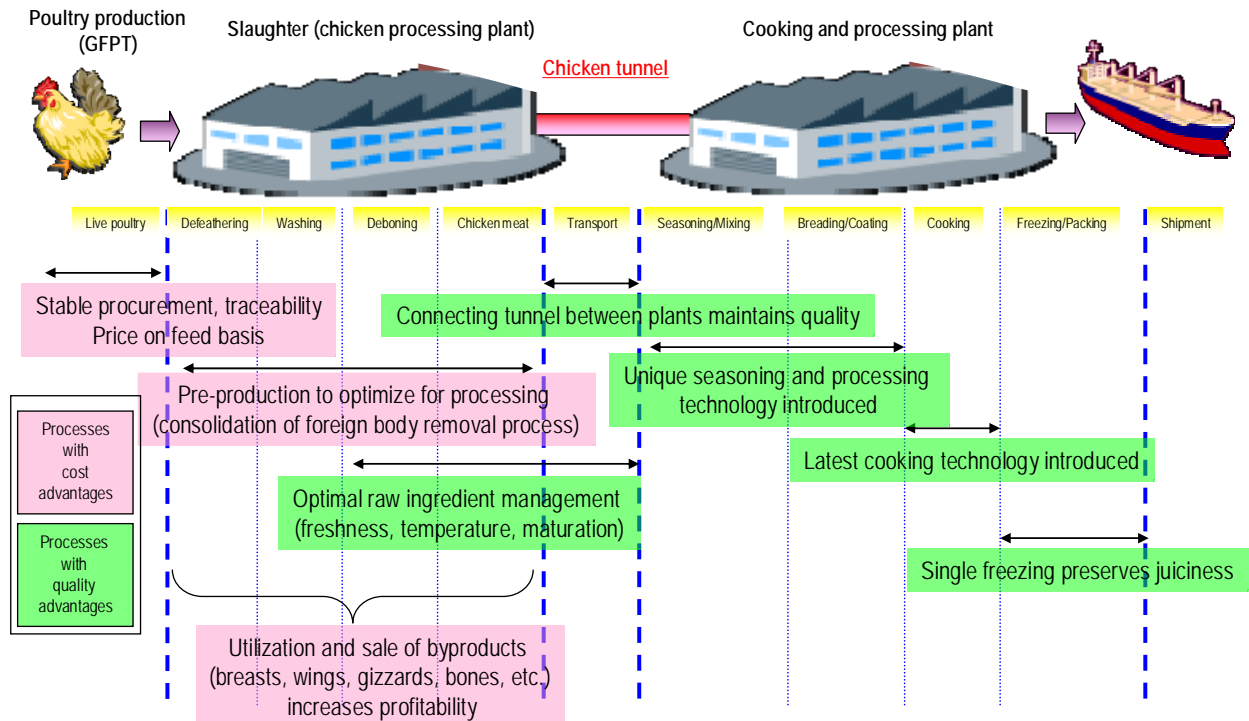 Poultry production
(GFPT)
Slaughter (chicken processing plant)
Cooking and processing plant
Chicken tunnel
Live poultry
Defeathering
Washing
Deboning
Chicken meat
Transport
Seasoning/Mixing
Breading/Coating
Cooking
Freezing/Packing
Shipment
Stable procurement, traceability
Price on feed basis
Connecting tunnel between plants maintains quality
Unique seasoning and processing
technology introduced
Pre-production to optimize for processing
(consolidation of foreign body removal process)
Processes
with
cost
advantages
Latest cooking technology introduced
Optimal raw ingredient management
(freshness, temperature, maturation)
Processes
with
quality
advantages
Single freezing preserves juiciness
Utilization and sale of byproducts
(breasts, wings, gizzards, bones, etc.)
increases profitability